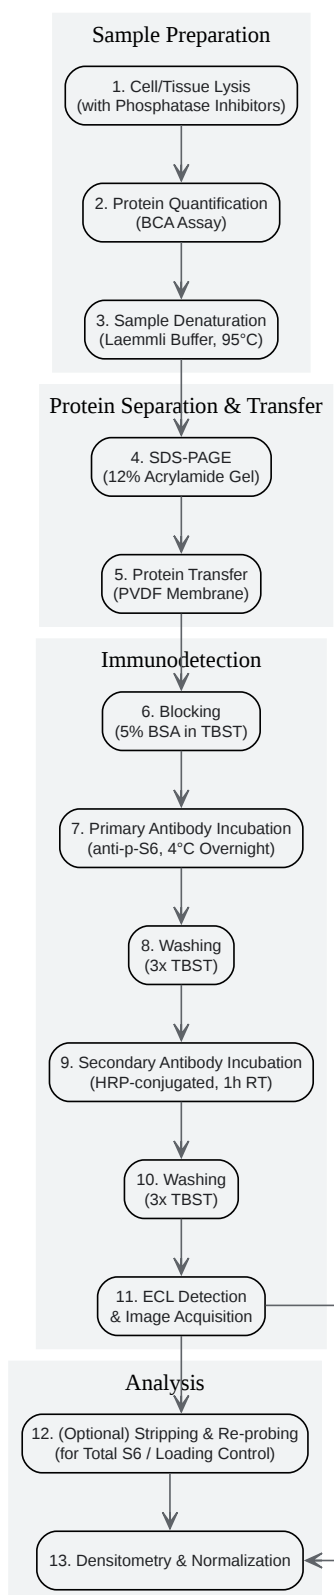 Sample Preparation
1. Cell/Tissue Lysis
(with Phosphatase Inhibitors)
2. Protein Quantification
(BCA Assay)
3. Sample Denaturation
(Laemmli Buffer, 95°C)
Protein Separation & Transfer
4. SDS-PAGE
(12% Acrylamide Gel)
5. Protein Transfer
(PVDF Membrane)
Immunodetection
6. Blocking
(5% BSA in TBST)
7. Primary Antibody Incubation
(anti-p-S6, 4°C Overnight)
8. Washing
(3x TBST)
9. Secondary Antibody Incubation
(HRP-conjugated, 1h RT)
10. Washing
(3x TBST)
11. ECL Detection
& Image Acquisition
Analysis
12. (Optional) Stripping & Re-probing
(for Total S6 / Loading Control)
13. Densitometry & Normalization